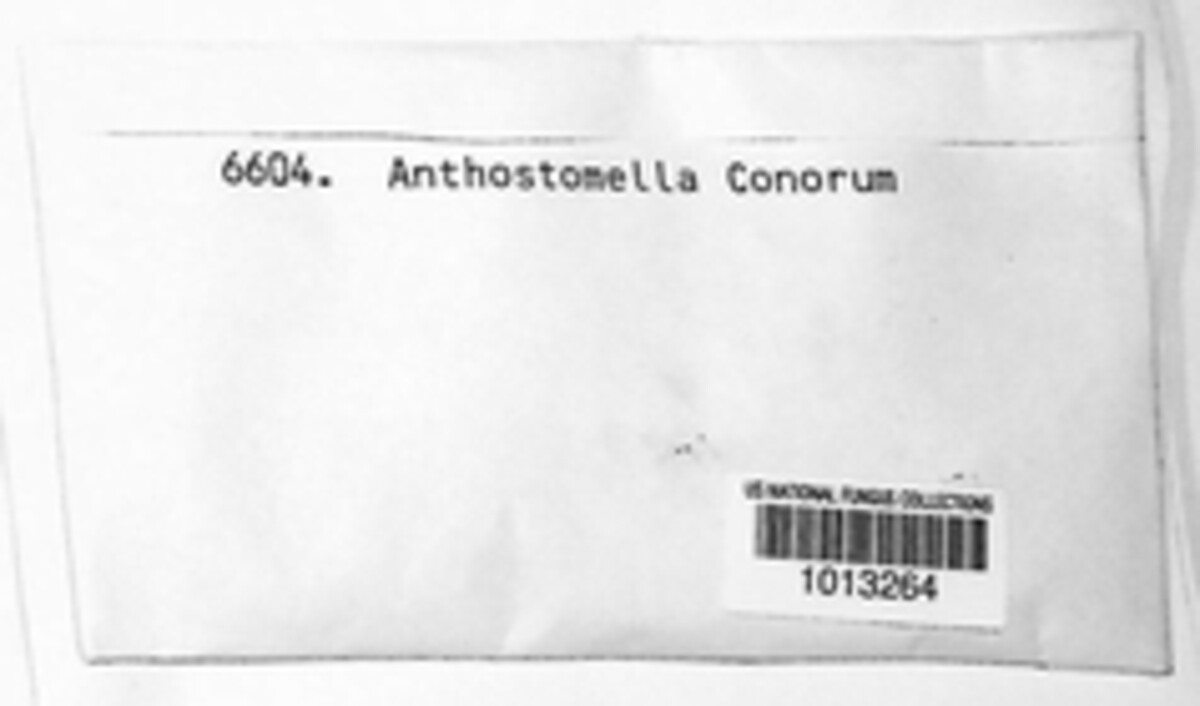 6604. Anthostomella Conorum
US NATIONAL FUNGUS COLLECTIONS
1013264